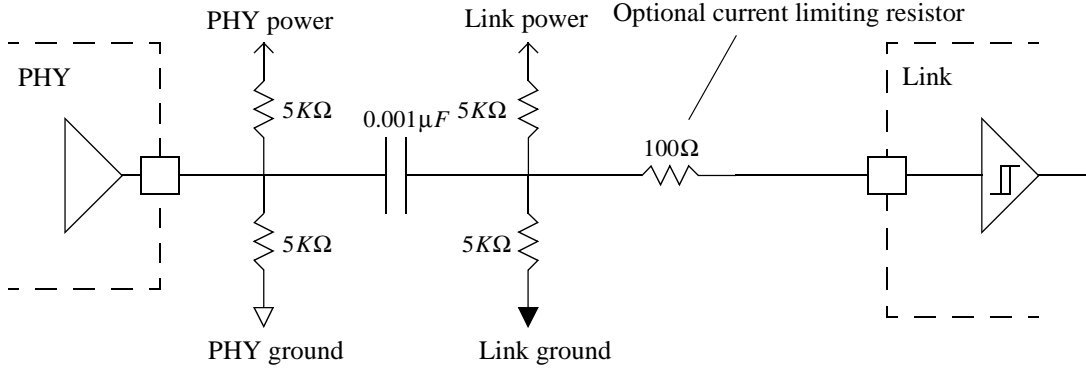 Optional current limiting resistor
PHY power
Link power
PHY
Link
5KΩ
0.001μF
5KΩ
100Ω
5KΩ
5KΩ
PHY ground
Link ground